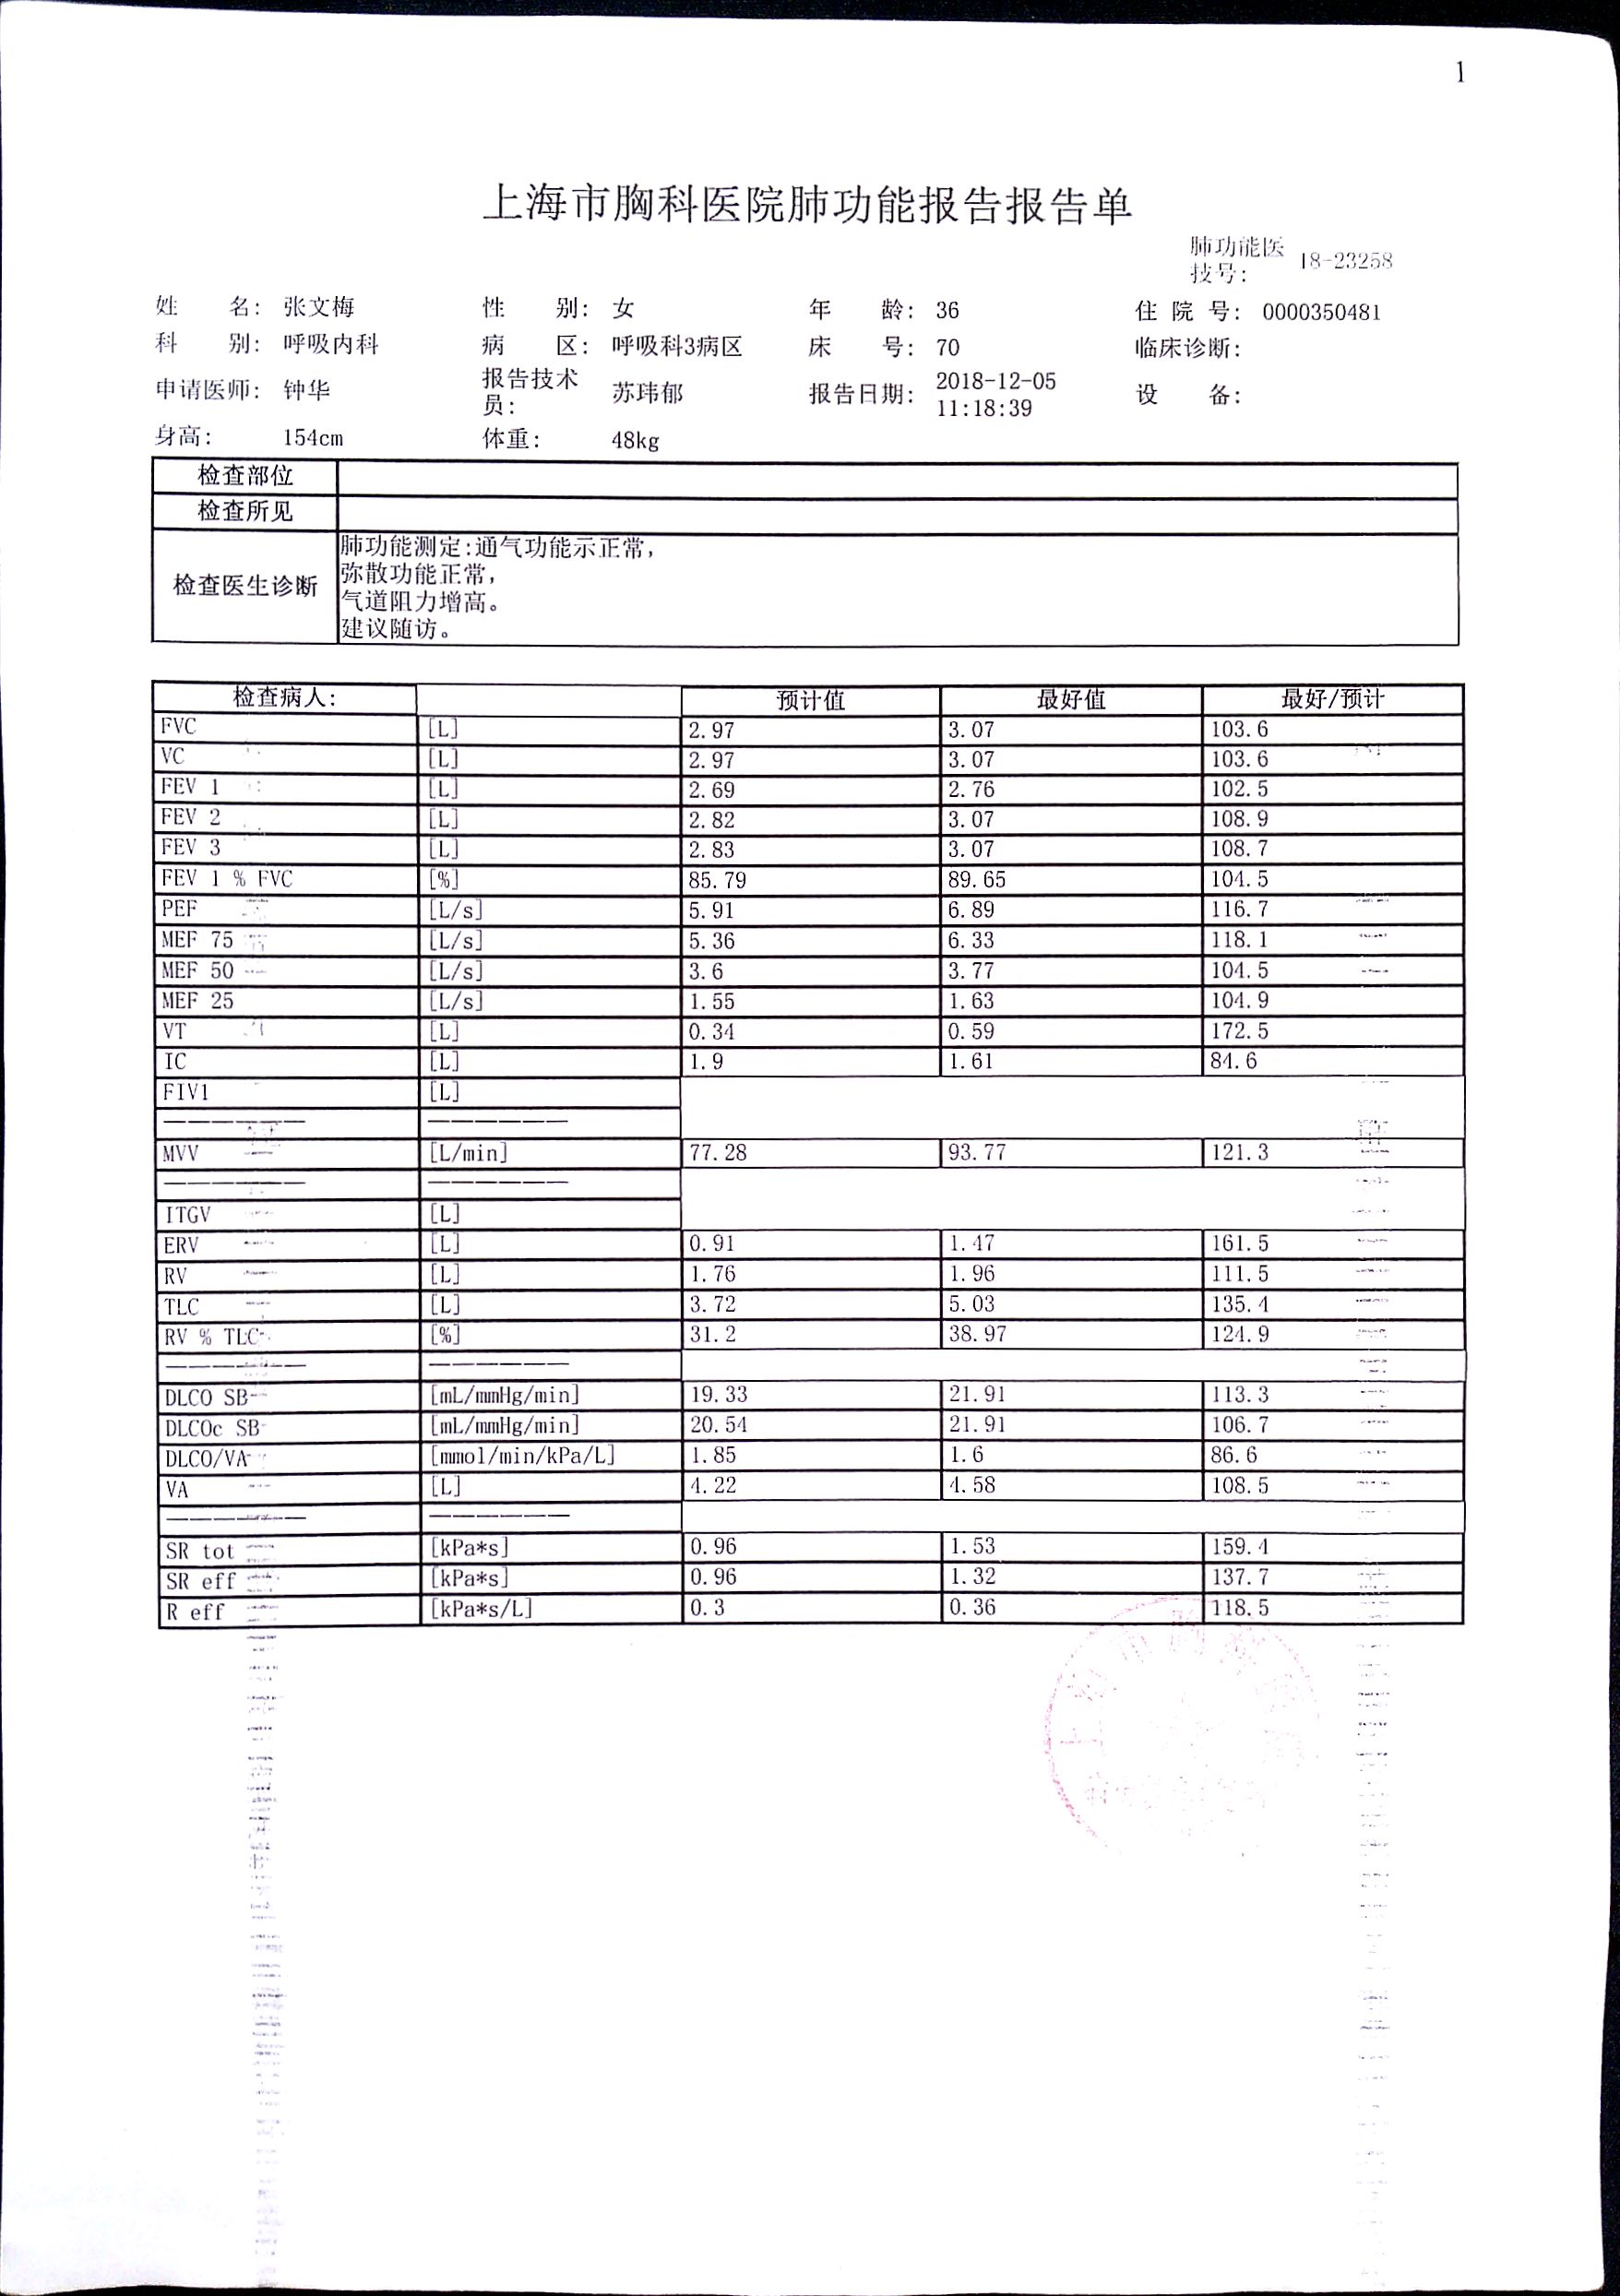 1
上海市胸科医院肺功能报告报告单
肺功能医技号: 18-23258
姓 名: 张文梅 性 别: 女 年 龄: 36 住 院 号: 0000350481
科 别: 呼吸内科 病 区: 呼吸科3病区 床 号: 70 临床诊断:
申请医师: 钟华 报告技术员: 苏玮郁 报告日期: 2018-12-05 11:18:39 设 备:
身高: 154cm 体重: 48kg
检查部位
检查所见
检查医生诊断
肺功能测定:通气功能示正常,
弥散功能正常,
气道阻力增高。
建议随访。
检查病人: 预计值 最好值 最好/预计
FVC [L] 2.97 3.07 103.6
VC [L] 2.97 3.07 103.6
FEV 1 [L] 2.69 2.76 102.5
FEV 2 [L] 2.82 3.07 108.9
FEV 3 [L] 2.83 3.07 108.7
FEV 1 % FVC [%] 85.79 89.65 104.5
PEF [L/s] 5.91 6.89 116.7
MEF 75 [L/s] 5.36 6.33 118.1
MEF 50 [L/s] 3.6 3.77 104.5
MEF 25 [L/s] 1.55 1.63 104.9
VT [L] 0.34 0.59 172.5
IC [L] 1.9 1.61 84.6
FIV1 [L]
—————— ——————
MVV [L/min] 77.28 93.77 121.3
—————— ——————
ITGV [L]
ERV [L] 0.91 1.47 161.5
RV [L] 1.76 1.96 111.5
TLC [L] 3.72 5.03 135.4
RV % TLC [%] 31.2 38.97 124.9
—————— ——————
DLCO SB [mL/mmHg/min] 19.33 21.91 113.3
DLCOc SB [mL/mmHg/min] 20.54 21.91 106.7
DLCO/VA [mmol/min/kPa/L] 1.85 1.6 86.6
VA [L] 4.22 4.58 108.5
—————— ——————
SR tot [kPa*s] 0.96 1.53 159.4
SR eff [kPa*s] 0.96 1.32 137.7
R eff [kPa*s/L] 0.3 0.36 118.5